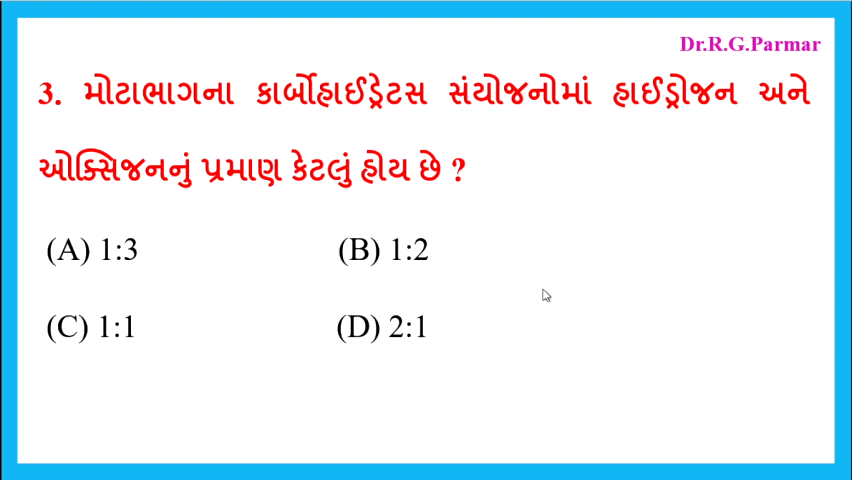 Dr.R.G.Parmar
3. મોટાભાગના કાર્બોહાઈડ્રેટસ સંયોજનોમાં હાઈડ્રોજન અને
ઓક્સિજનનું પ્રમાણ કેટલું હોય છે ?
(A) 1:3 (B) 1:2
(C) 1:1 (D) 2:1